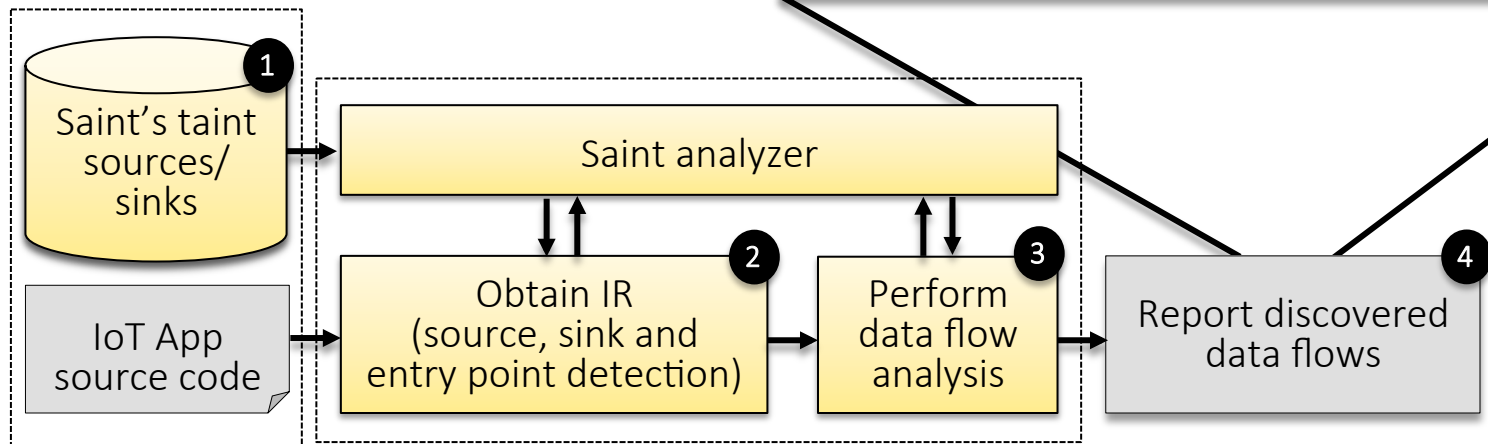 1
Saint’s taint
sources/
sinks
Saint analyzer
2
Obtain IR
(source, sink and
entry point detection)
3
Perform
data flow
analysis
4
Report discovered
data flows
IoT App
source code